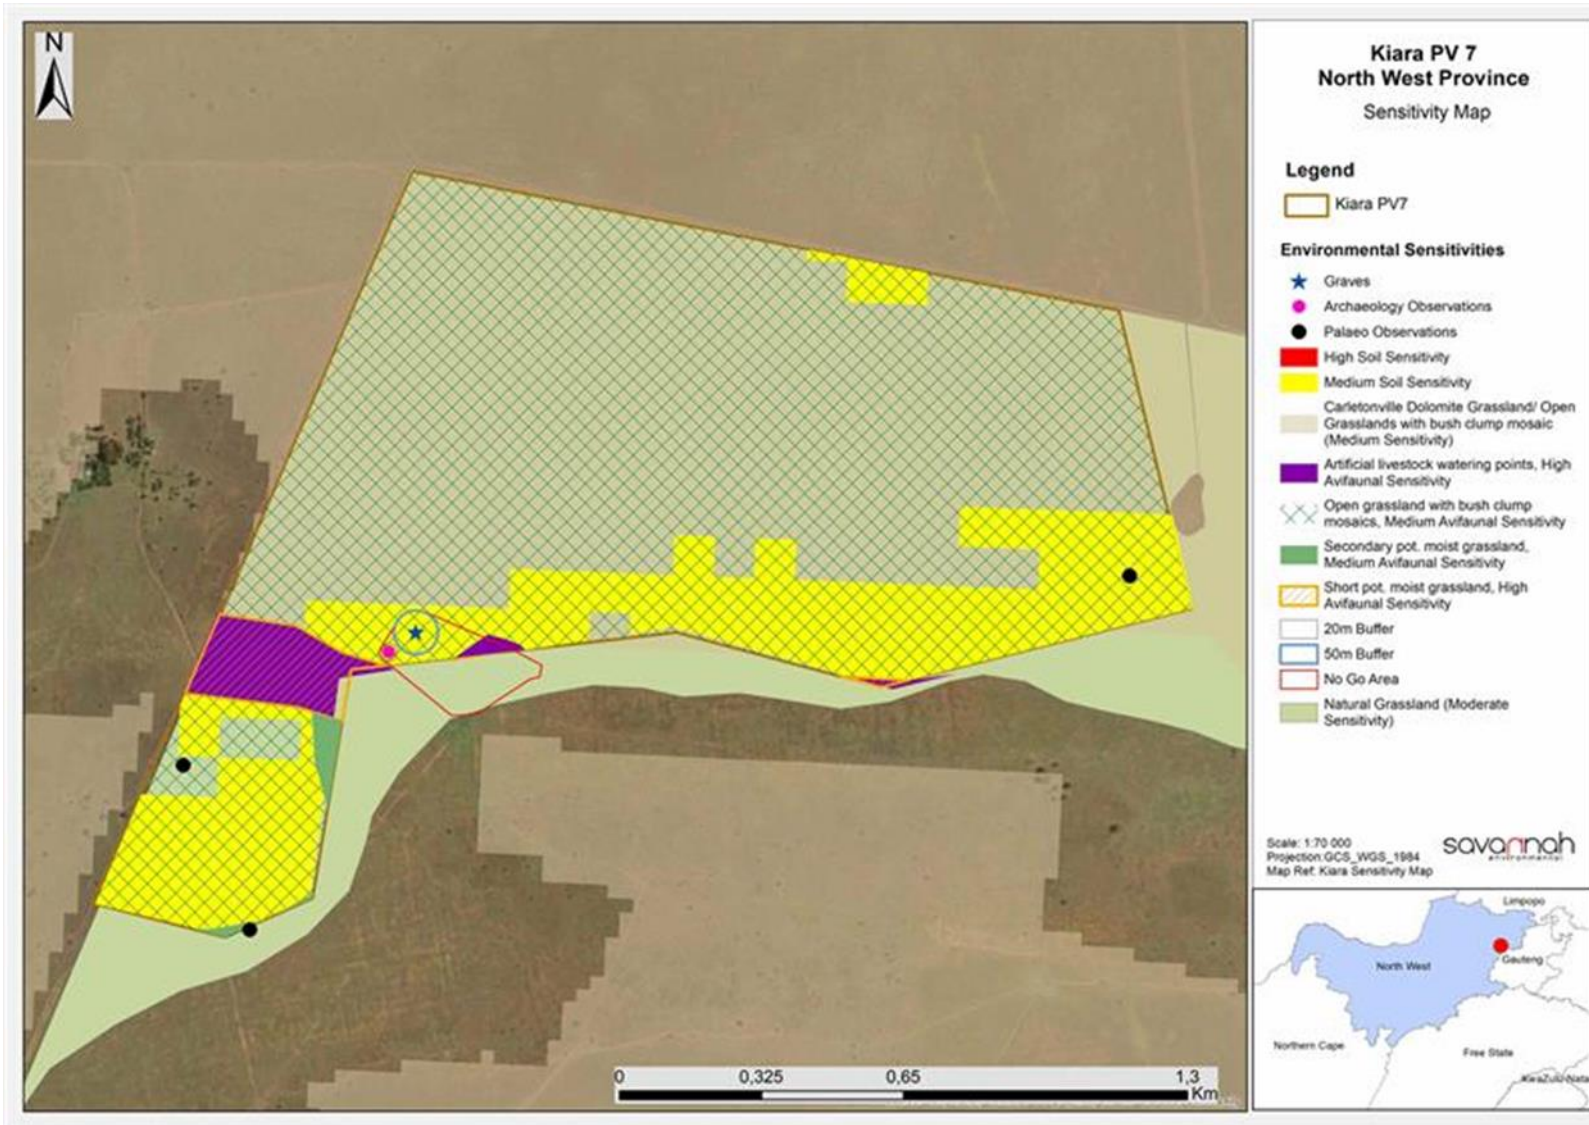 N
Kiara PV 7
North West Province
Sensitivity Map
Legend
Kiara PV7
Environmental Sensitivities
Graves
Archaeology Observations
Palaeo Observations
High Soil Sensitivity
Medium Soil Sensitivity
Carletonville Dolomite Grassland/ Open
Grasslands with bush clump mosaic
(Medium Sensitivity)
Artificial livestock watering points, High
Avifaunal Sensitivity
Open grassland with bush clump
mosaics, Medium Avifaunal Sensitivity
Secondary pot. moist grassland,
Medium Avifaunal Sensitivity
Short pot. moist grassland, High
Avifaunal Sensitivity
20m Buffer
50m Buffer
No Go Area
Natural Grassland (Moderate
Sensitivity)
Scale: 1:70 000
Projection:GCS_WGS_1984
Map Ref: Kiara Sensitivity Map
savannah
environmental
Limpopo
North West
Gauteng
Northern Cape
Free State
KwaZulu-Nata
0 0,325 0,65 1,3
Km